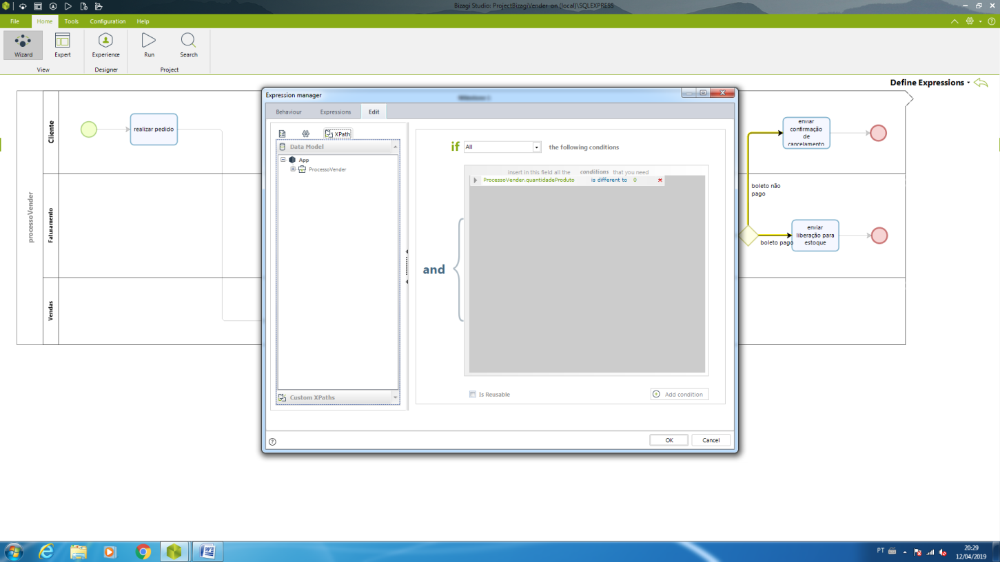 Bizagi Studio: ProjectBizagiVender on (local)\SQLEXPRESS
File Home Tools Configuration Help
Wizard Expert Experience Run Search
View Designer Project
Define Expressions
processoVender
Cliente
realizar pedido
Faturamento
Vendas
enviar
confirmação
de
cancelamento
boleto não
pago
boleto pago
enviar
liberação para
estoque
Expression manager
Behaviour Expressions Edit
XPath
Data Model
App
ProcessoVender
Custom XPaths
if All the following conditions
insert in this field all the conditions that you need
ProcessoVender.quantidadeProduto is different to 0
and
Is Reusable
Add condition
OK Cancel
PT
20:29
12/04/2019